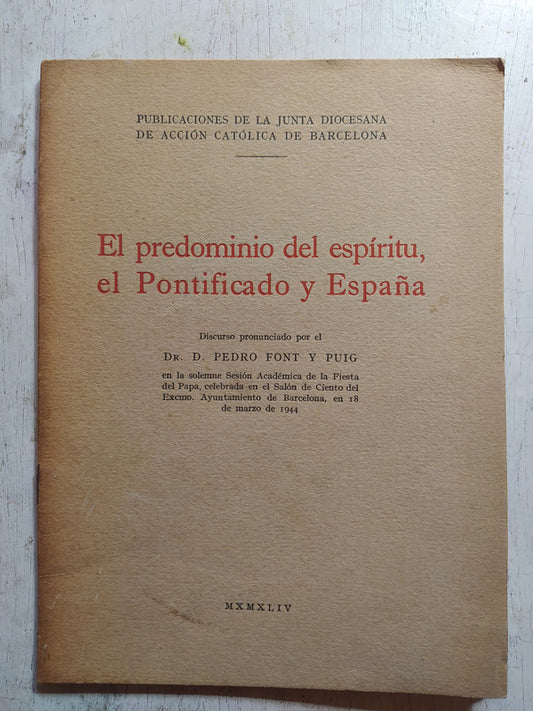 PUBLICACIONES DE LA JUNTA DIOCESANA
DE ACCIÓN CATÓLICA DE BARCELONA
El predominio del espíritu,
el Pontificado y España
Discurso pronunciado por el
DR. D. PEDRO FONT Y PUIG
en la solemne Sesión Académica de la Fiesta
del Papa, celebrada en el Salón de Ciento del
Excmo. Ayuntamiento de Barcelona, en 18
de marzo de 1944
MXMXLIV